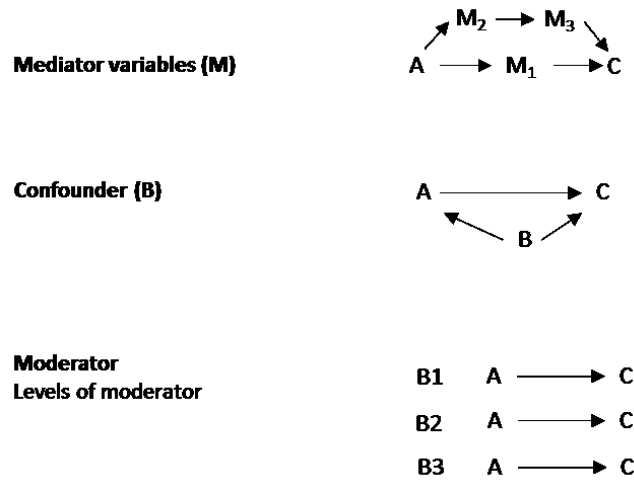 M₂ M₃
Mediator variables (M) A M₁ C
Confounder (B) A C
B
Moderator
Levels of moderator
B1 A C
B2 A C
B3 A C